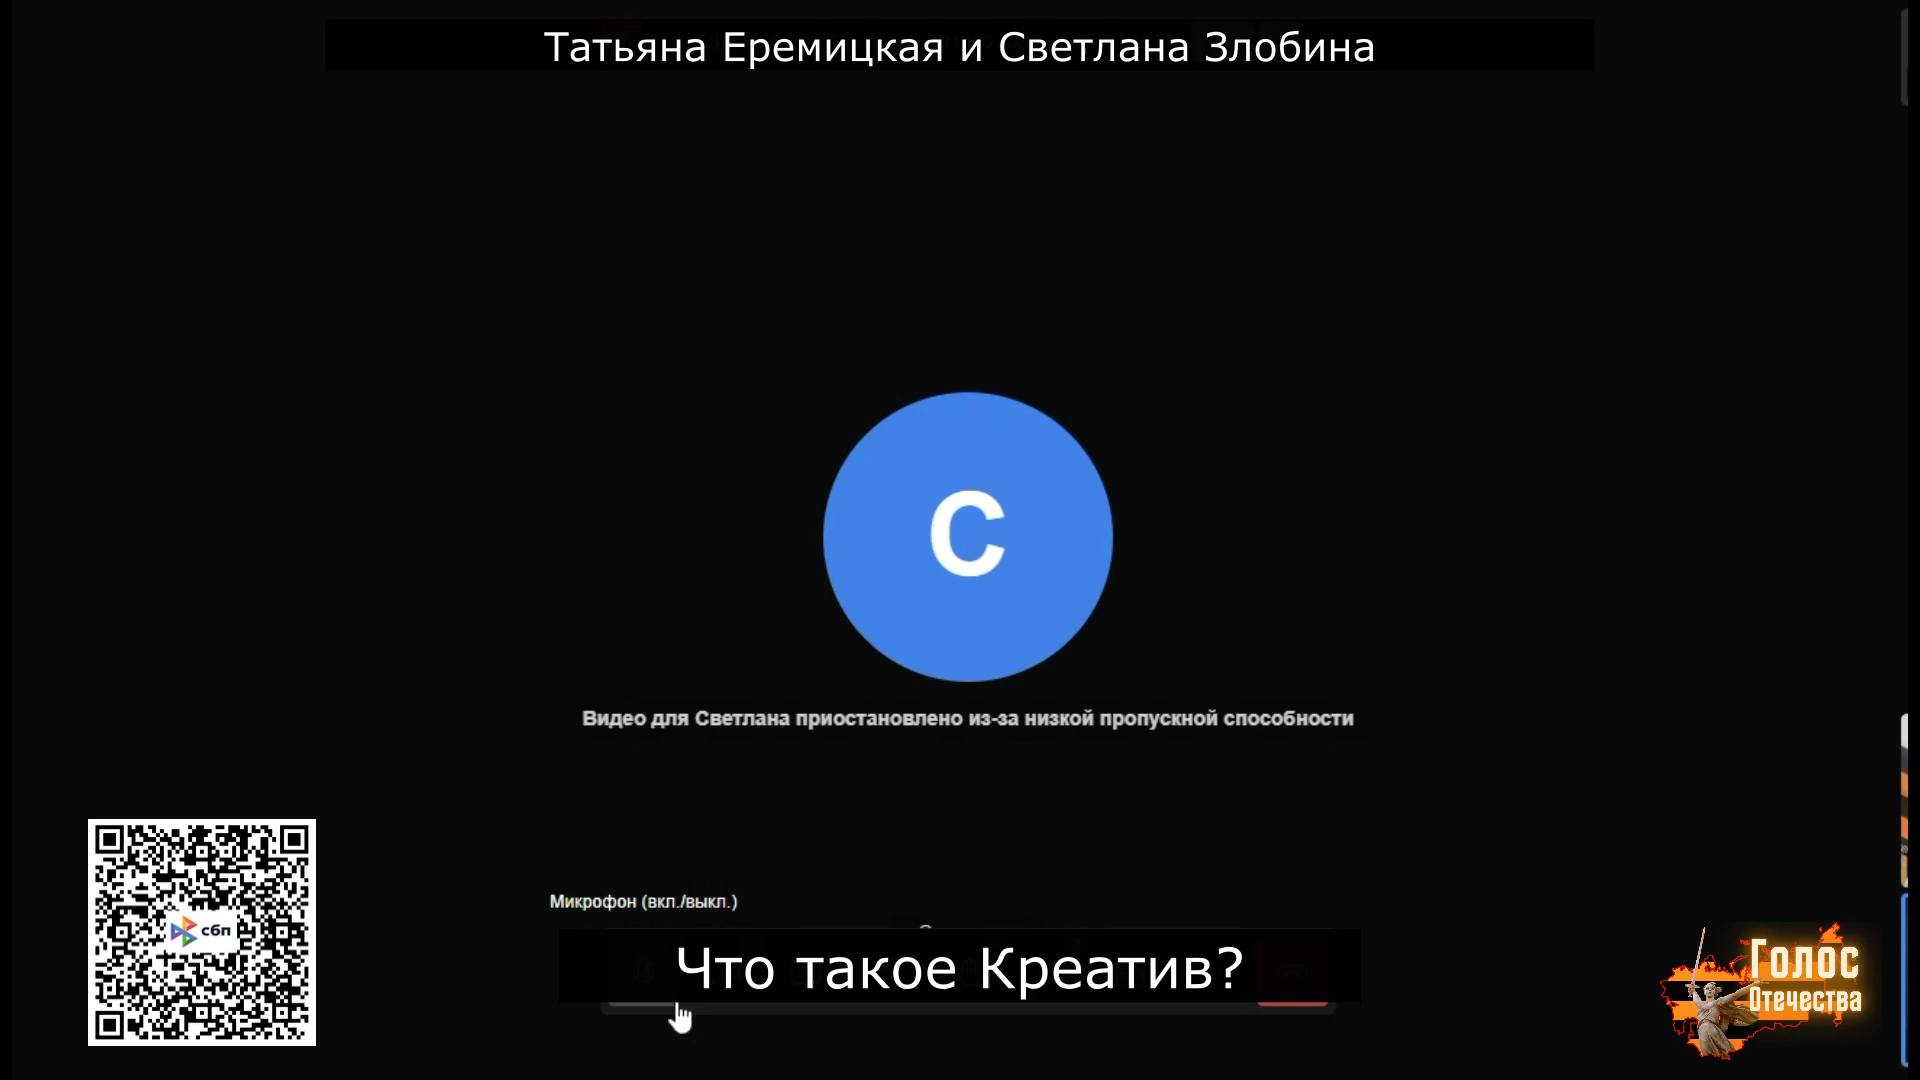 Татьяна Еремицкая и Светлана Злобина
С
Видео для Светлана приостановлено из-за низкой пропускной способности
Микрофон (вкл./выкл.)
сбп
Что такое Креатив?
Голос
Отечества